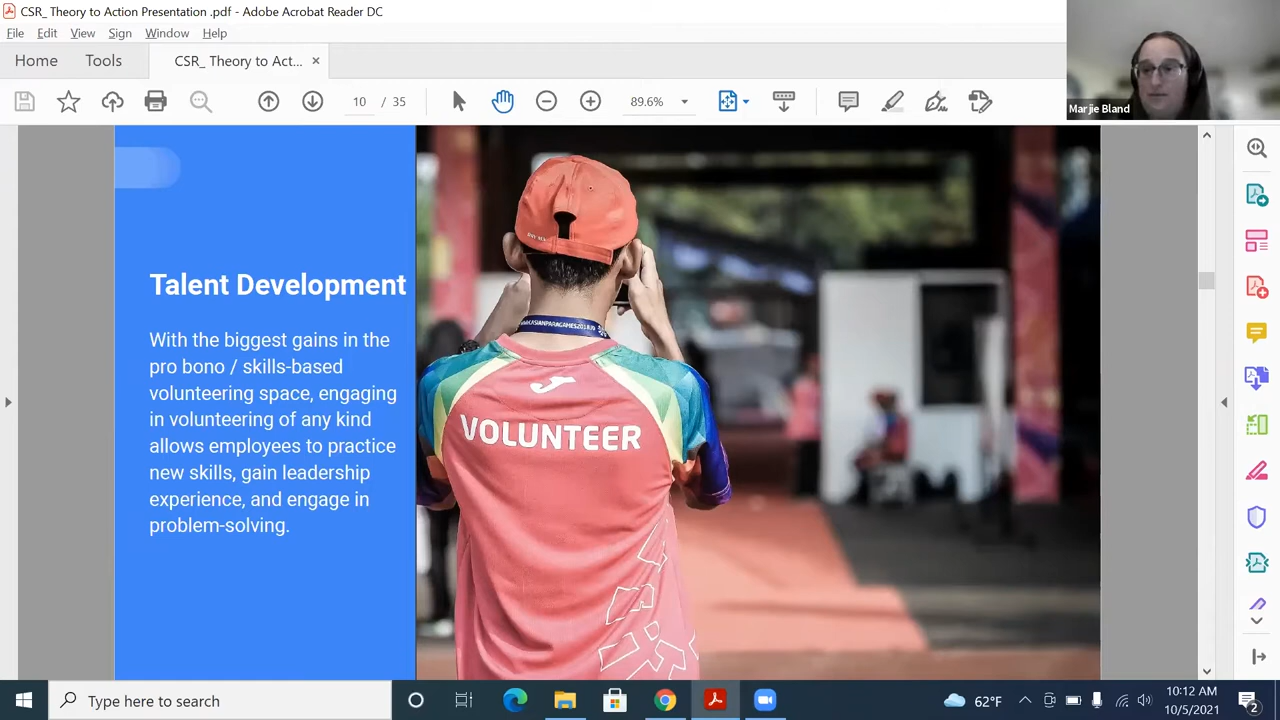 CSR_ Theory to Action Presentation .pdf - Adobe Acrobat Reader DC
File Edit View Sign Window Help
Home Tools CSR_ Theory to Act... ×
10 / 35 89.6%
Marjie Bland
Talent Development
With the biggest gains in the
pro bono / skills-based
volunteering space, engaging
in volunteering of any kind
allows employees to practice
new skills, gain leadership
experience, and engage in
problem-solving.
VOLUNTEER
Type here to search
62°F
10:12 AM
10/5/2021
2